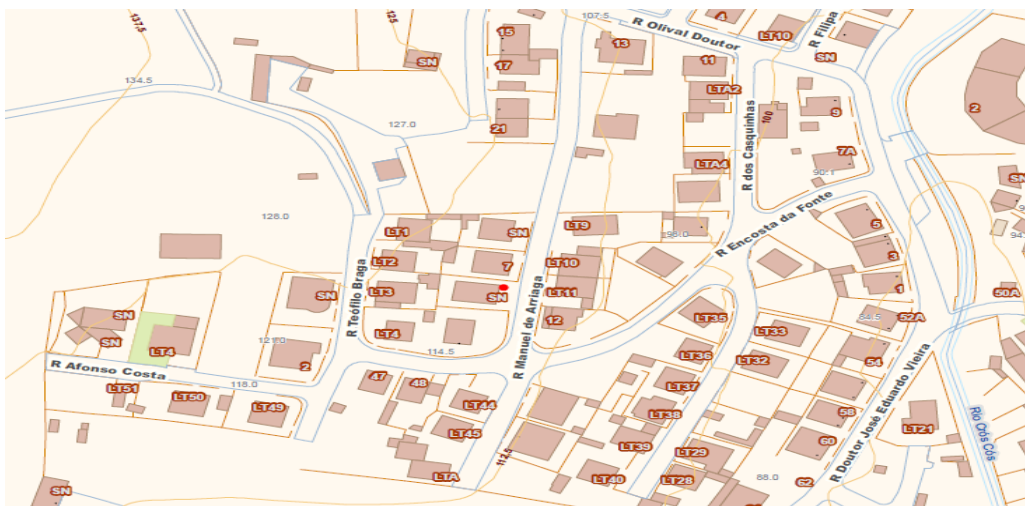 137,5
125
15
107.5
4
R Filipa
R Olival Doutor
LT10
13
17
SN
11
SN
134.5
LTA2
2
100
9
127.0
21
R dos Casquinhas
7A
LTA4
90.1
SN
128.0
LT1
SN
LT9
98.0
R Encosta da Fonte
5
94.
LT2
7
LT10
3
R Teófilo Braga
LT3
SN
SN
LT11
R Manuel de Arriaga
1
50A
12
LT35
84.5
52A
LT4
LT33
SN
SN
LT4
121.0
2
114.5
LT36
LT32
54
R Afonso Costa
118.0
47
48
LT37
R Doutor José Eduardo Vieira
LT51
LT50
LT49
LT44
LT38
58
LT45
LT39
60
LT21
Rio Crós Cós
112,5
LT29
LTA
LT40
LT28
88.0
62
SN